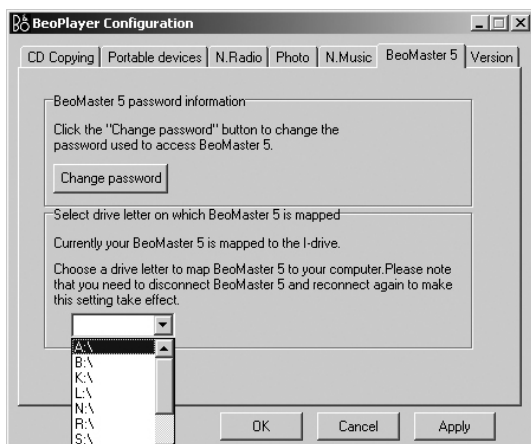 BeoPlayer Configuration
CD Copying Portable devices N.Radio Photo N.Music BeoMaster 5 Version
BeoMaster 5 password information
Click the "Change password" button to change the
password used to access BeoMaster 5.
Change password
Select drive letter on which BeoMaster 5 is mapped
Currently your BeoMaster 5 is mapped to the I-drive.
Choose a drive letter to map BeoMaster 5 to your computer.Please note
that you need to disconnect BeoMaster 5 and reconnect again to make
this setting take effect.
A:\
B:\
K:\
L:\
N:\
R:\
S:\
OK Cancel Apply